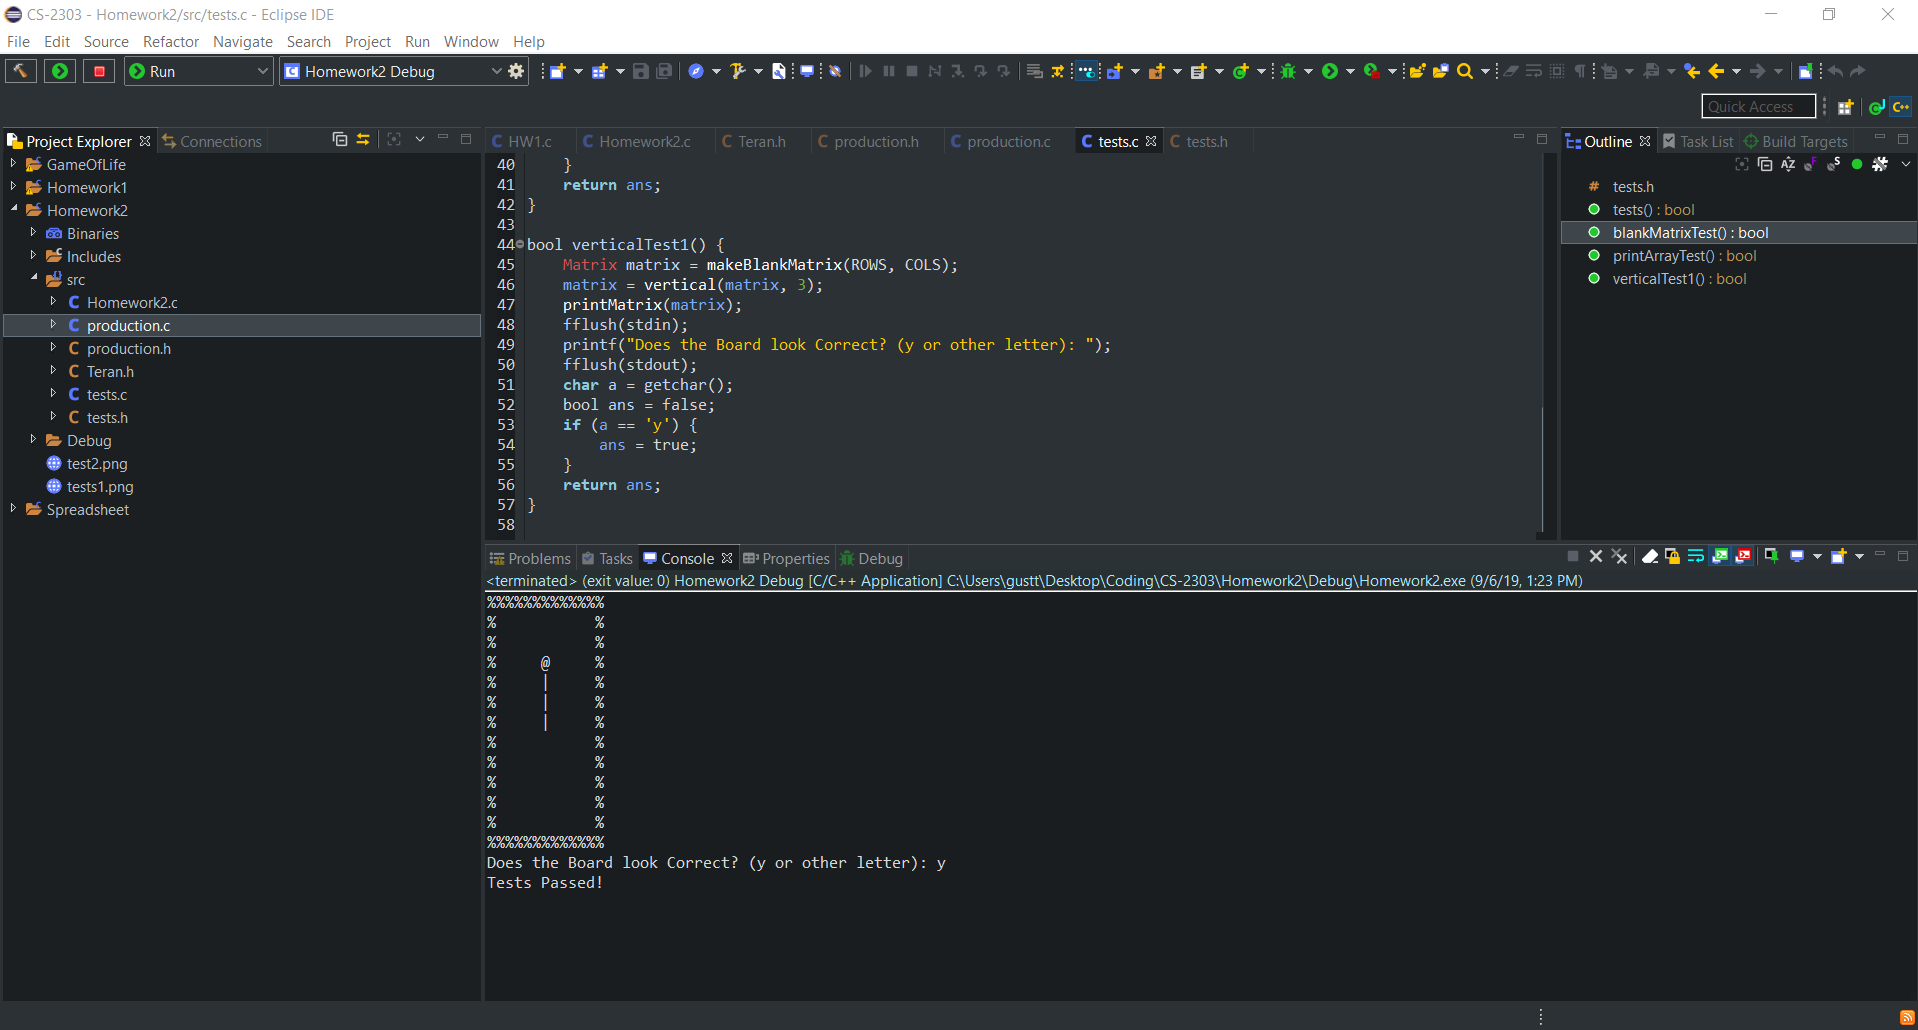 CS-2303 - Homework2/src/tests.c - Eclipse IDE
File Edit Source Refactor Navigate Search Project Run Window Help
Run Homework2 Debug
Quick Access
Project Explorer Connections
GameOfLife
Homework1
Homework2
Binaries
Includes
src
Homework2.c
production.c
production.h
Teran.h
tests.c
tests.h
Debug
test2.png
tests1.png
Spreadsheet
HW1.c Homework2.c Teran.h production.h production.c tests.c tests.h
40     }
41     return ans;
42 }
43
44 bool verticalTest1() {
45     Matrix matrix = makeBlankMatrix(ROWS, COLS);
46     matrix = vertical(matrix, 3);
47     printMatrix(matrix);
48     fflush(stdin);
49     printf("Does the Board look Correct? (y or other letter): ");
50     fflush(stdout);
51     char a = getchar();
52     bool ans = false;
53     if (a == 'y') {
54         ans = true;
55     }
56     return ans;
57 }
58
Outline Task List Build Targets
tests.h
tests() : bool
blankMatrixTest() : bool
printArrayTest() : bool
verticalTest1() : bool
Problems Tasks Console Properties Debug
<terminated> (exit value: 0) Homework2 Debug [C/C++ Application] C:\Users\gustt\Desktop\Coding\CS-2303\Homework2\Debug\Homework2.exe (9/6/19, 1:23 PM)
%%%%%%%%%%%%%
%           %
%           %
%     @     %
%     |     %
%     |     %
%     |     %
%           %
%           %
%           %
%           %
%           %
%%%%%%%%%%%%%
Does the Board look Correct? (y or other letter): y
Tests Passed!